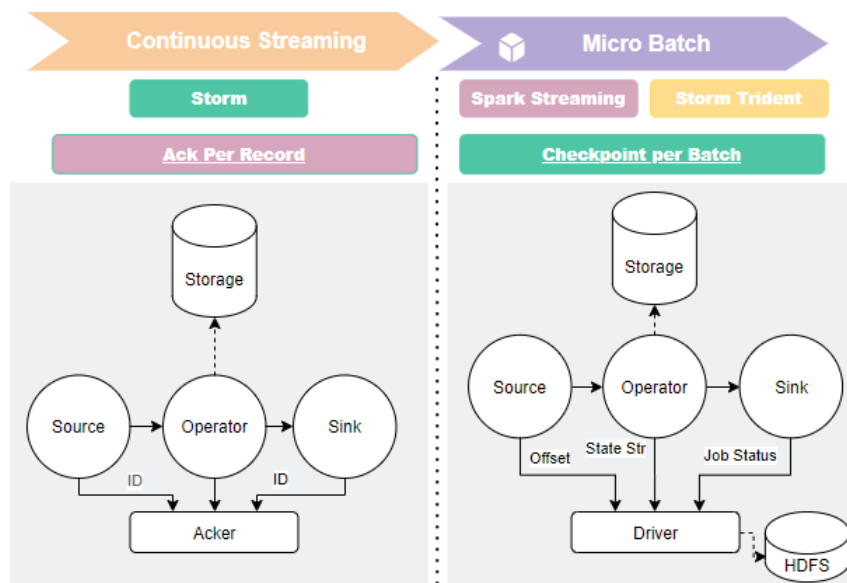 Continuous Streaming
Micro Batch
Storm
Spark Streaming
Storm Trident
Ack Per Record
Checkpoint per Batch
Storage
Source
Operator
Sink
ID
ID
Acker
Storage
Source
Operator
Sink
Offset
State Str
Job Status
Driver
HDFS